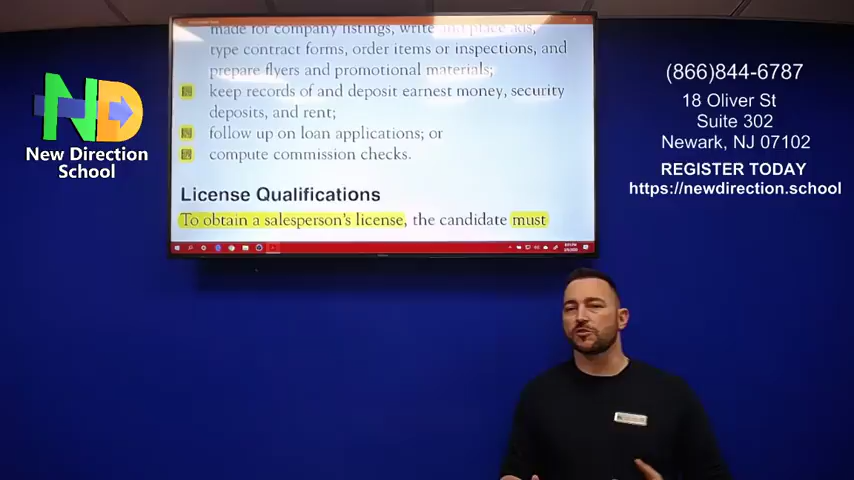 ND
New Direction
School
made for company listings, write and place ads,
type contract forms, order items or inspections, and
prepare flyers and promotional materials;
keep records of and deposit earnest money, security
deposits, and rent;
follow up on loan applications; or
compute commission checks.
License Qualifications
To obtain a salesperson's license, the candidate must
(866)844-6787
18 Oliver St
Suite 302
Newark, NJ 07102
REGISTER TODAY
https://newdirection.school